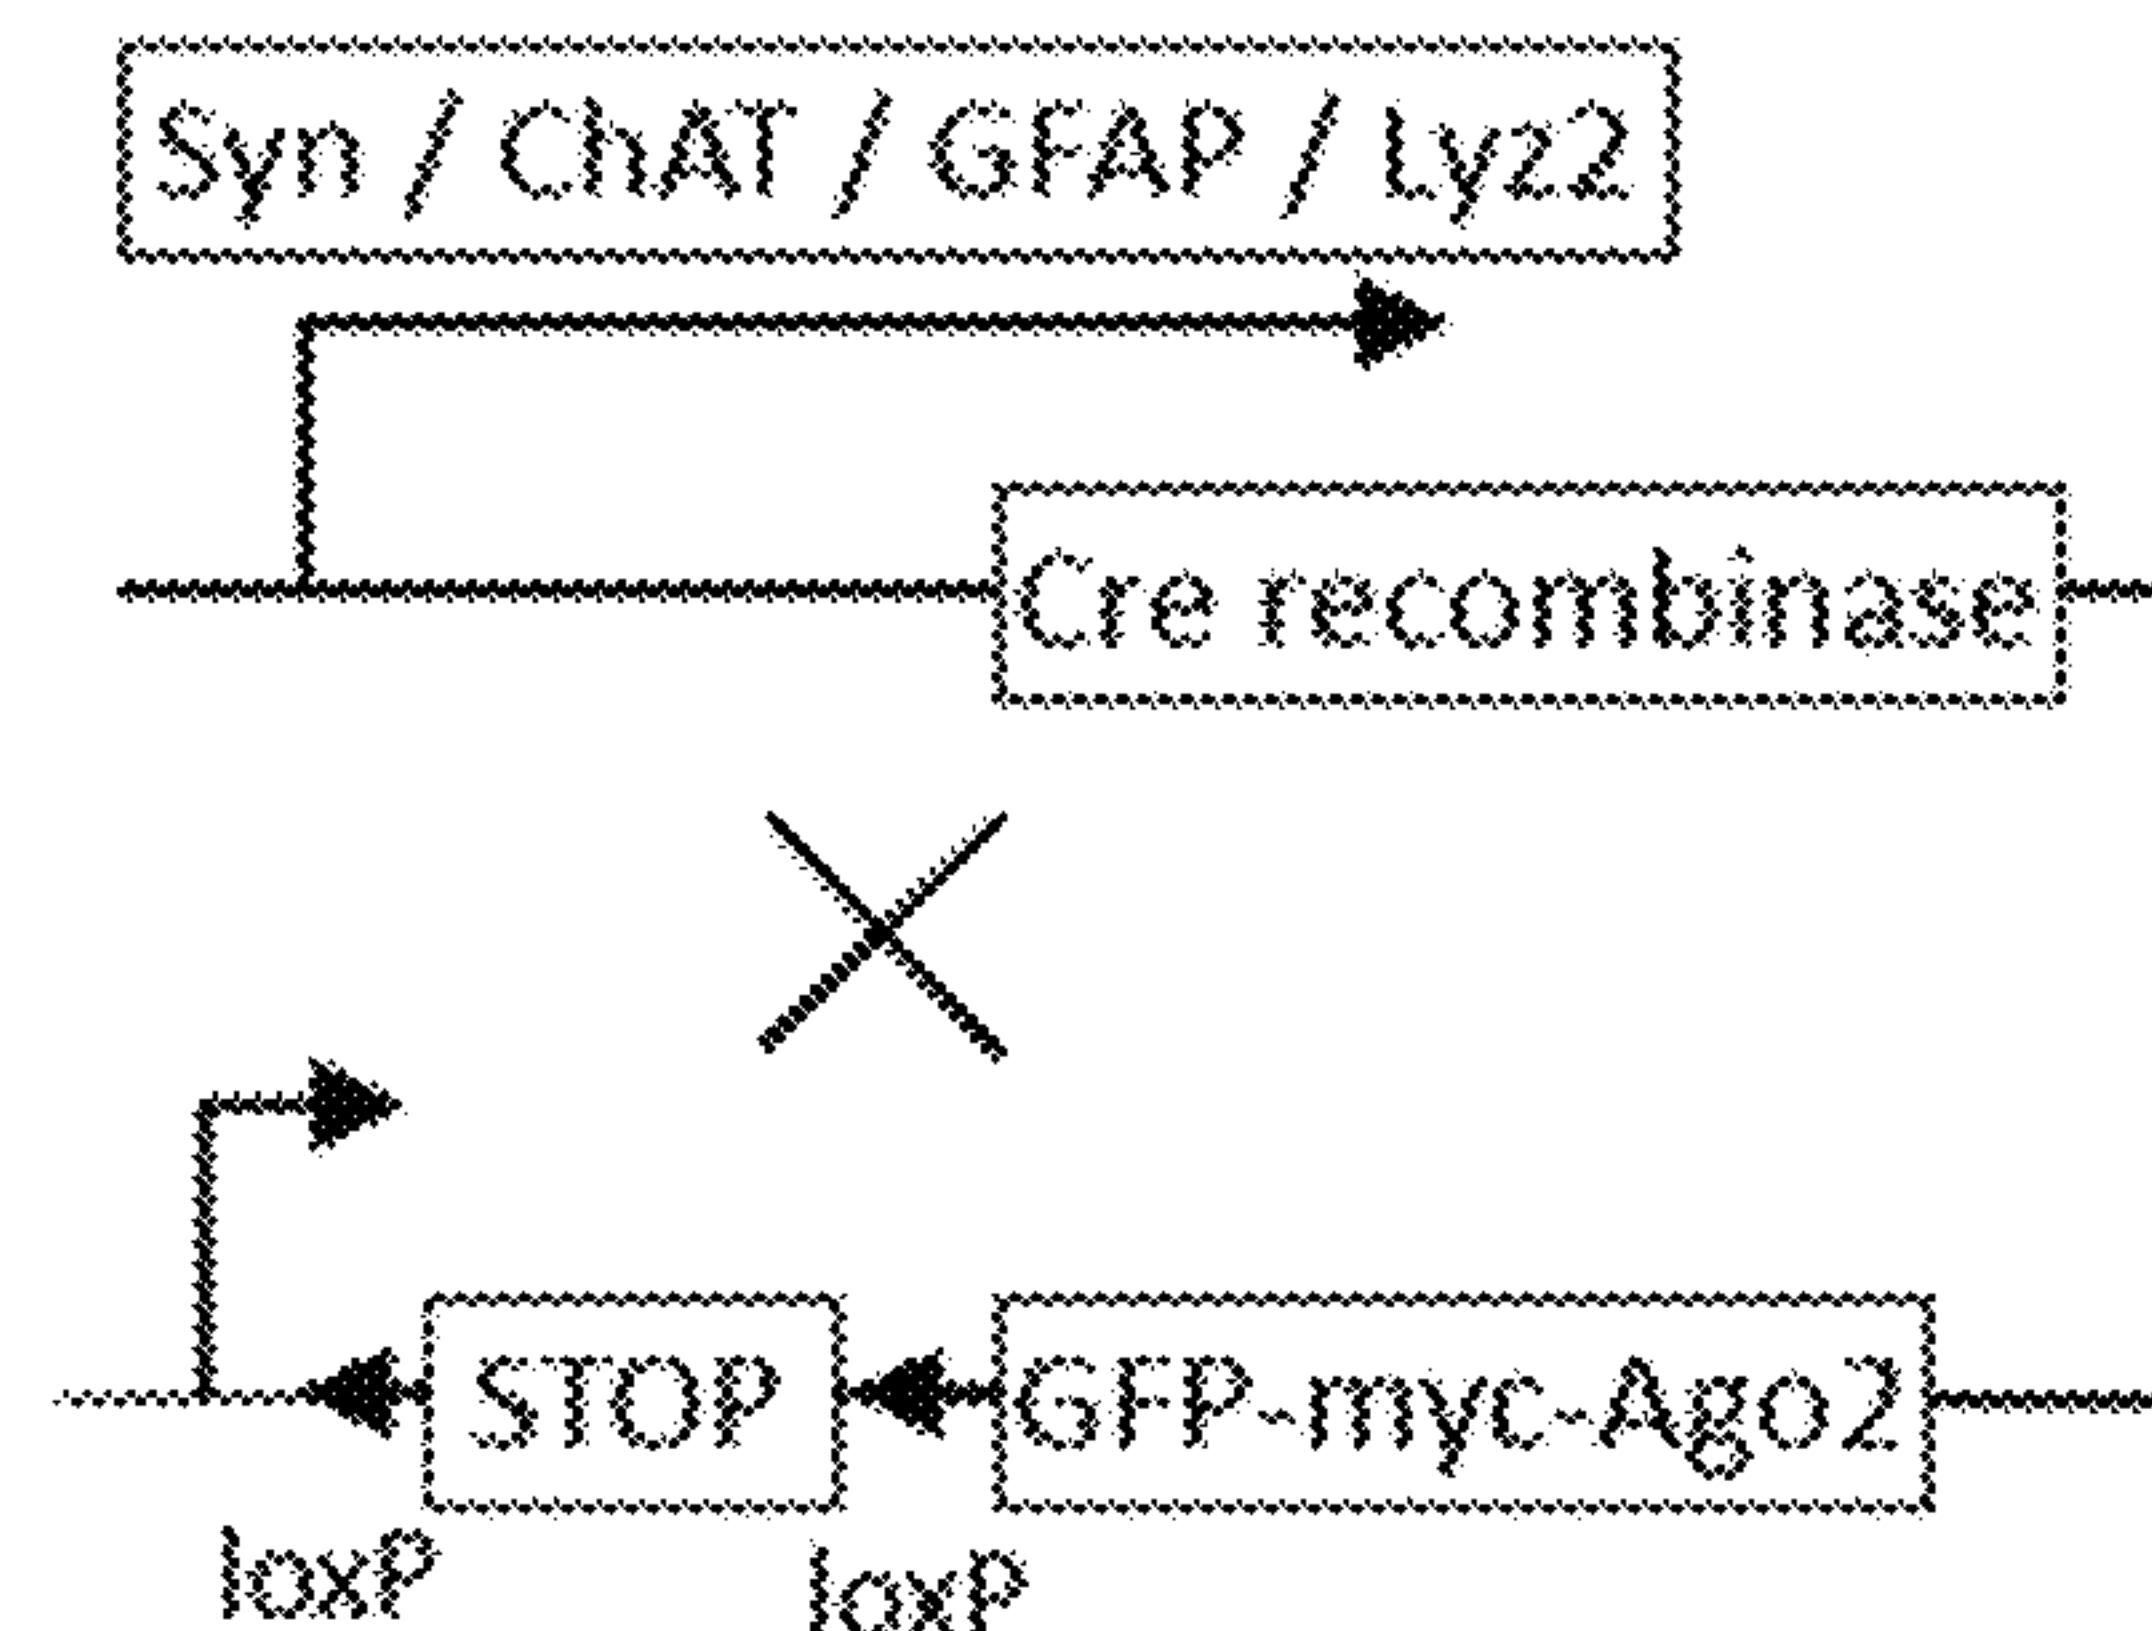 Syn / ChAT / GFAP / Lyz2
Cre recombinase
STOP
GFP-myc-Ago2
loxP
loxP